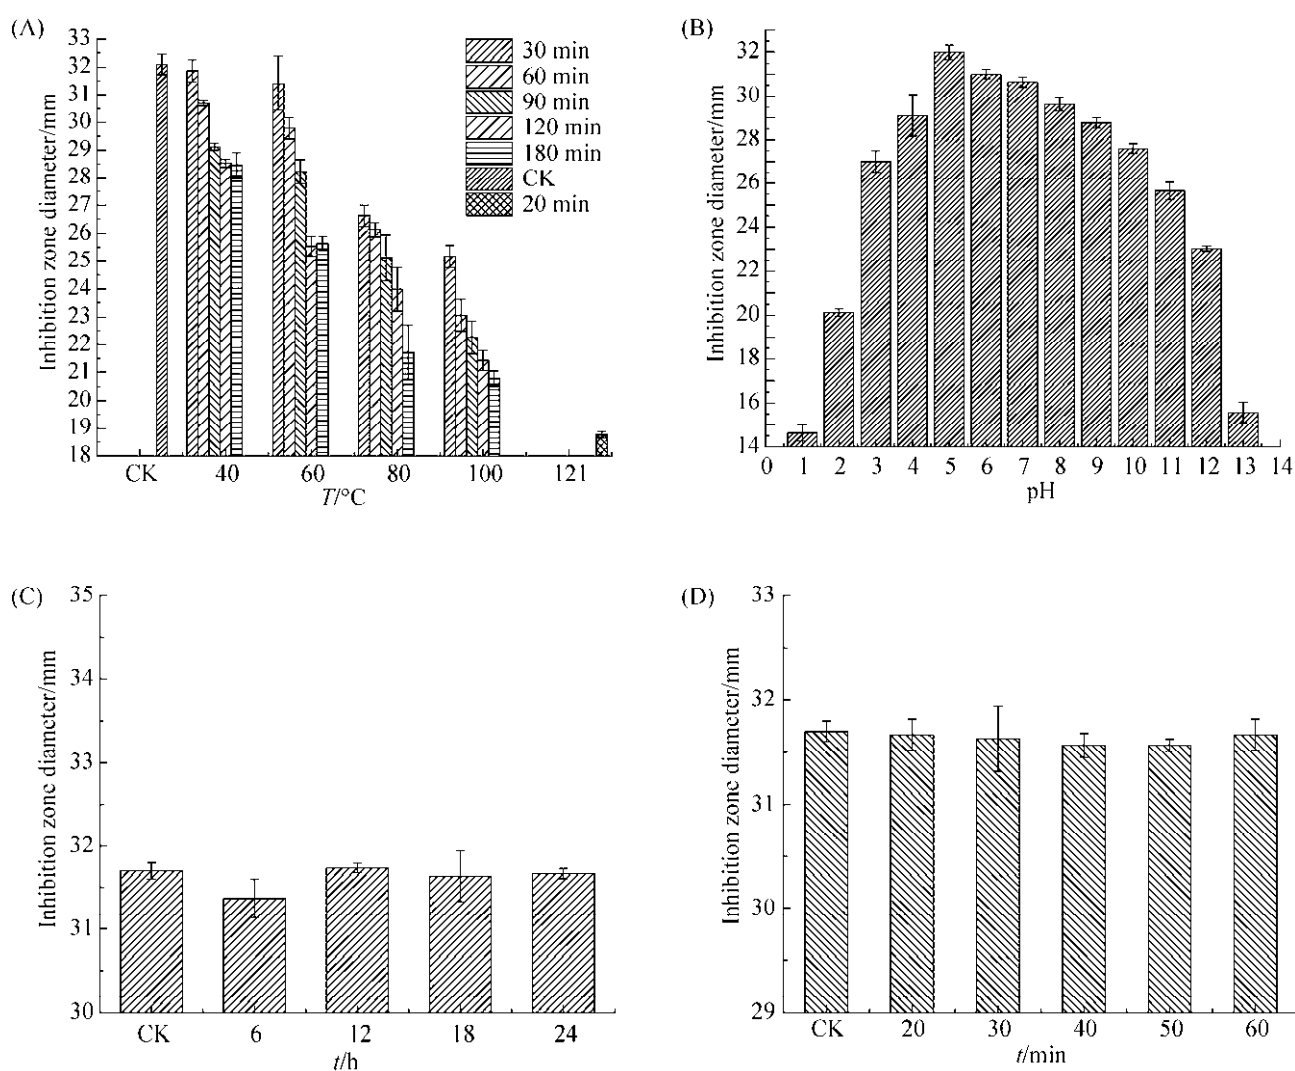 (A)
Inhibition zone diameter/mm
33
32
31
30
29
28
27
26
25
24
23
22
21
20
19
18
CK 40 60 80 100 121
T/°C
30 min
60 min
90 min
120 min
180 min
CK
20 min
(B)
Inhibition zone diameter/mm
32
30
28
26
24
22
20
18
16
14
0 1 2 3 4 5 6 7 8 9 10 11 12 13 14
pH
(C)
Inhibition zone diameter/mm
35
34
33
32
31
30
CK 6 12 18 24
t/h
(D)
Inhibition zone diameter/mm
33
32
31
30
29
CK 20 30 40 50 60
t/min